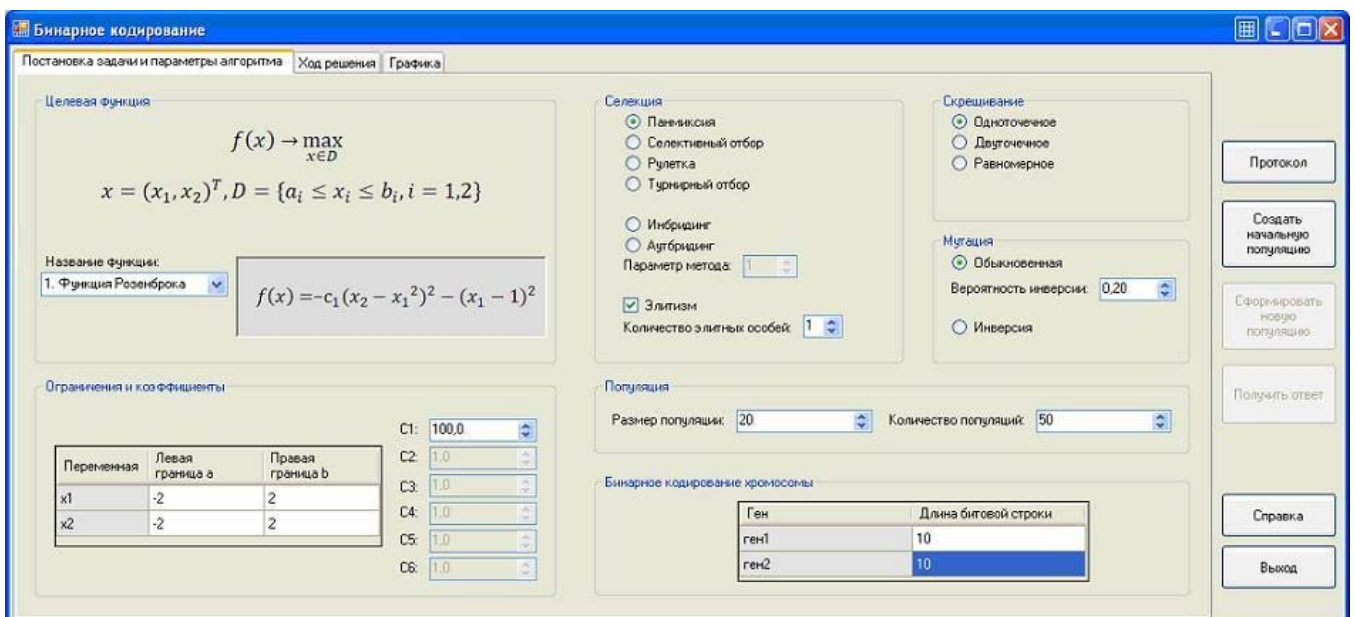 Бинарное кодирование
Постановка задачи и параметры алгоритма
Ход решения
Графика
Целевая функция
f(x) → max
x∈D
x = (x₁, x₂)ᵀ, D = {aᵢ ≤ xᵢ ≤ bᵢ, i = 1,2}
Название функции:
1. Функция Розенброка
f(x) =−c₁(x₂ − x₁²)² − (x₁ − 1)²
Ограничения и коэффициенты
Переменная
Левая граница a
Правая граница b
x1
-2
2
x2
-2
2
C1: 100,0
C2: 1,0
C3: 1,0
C4: 1,0
C5: 1,0
C6: 1,0
Селекция
Панмиксия
Селективный отбор
Рулетка
Турнирный отбор
Инбридинг
Аутбридинг
Параметр метода: 1
Элитизм
Количество элитных особей: 1
Скрещивание
Одноточечное
Двуточечное
Равномерное
Мутация
Обыкновенная
Вероятность инверсии: 0,20
Инверсия
Популяция
Размер популяции: 20
Количество популяций: 50
Бинарное кодирование хромосомы
Ген
Длина битовой строки
ген1
10
ген2
10
Протокол
Создать
начальную
популяцию
Сформировать
новую
популяцию
Получить ответ
Справка
Выход